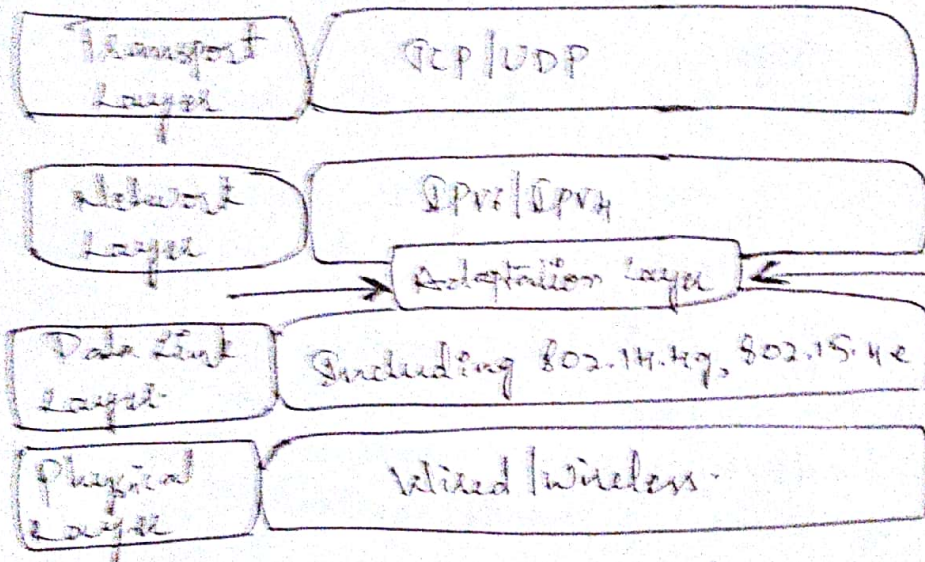 Transport
Layer
TCP/UDP
Network
Layer
IPv6/IPv4
Adaptation Layer
Data Link
Layer
Including 802.14.4g, 802.15.4e
Physical
Layer
Wired/Wireless.